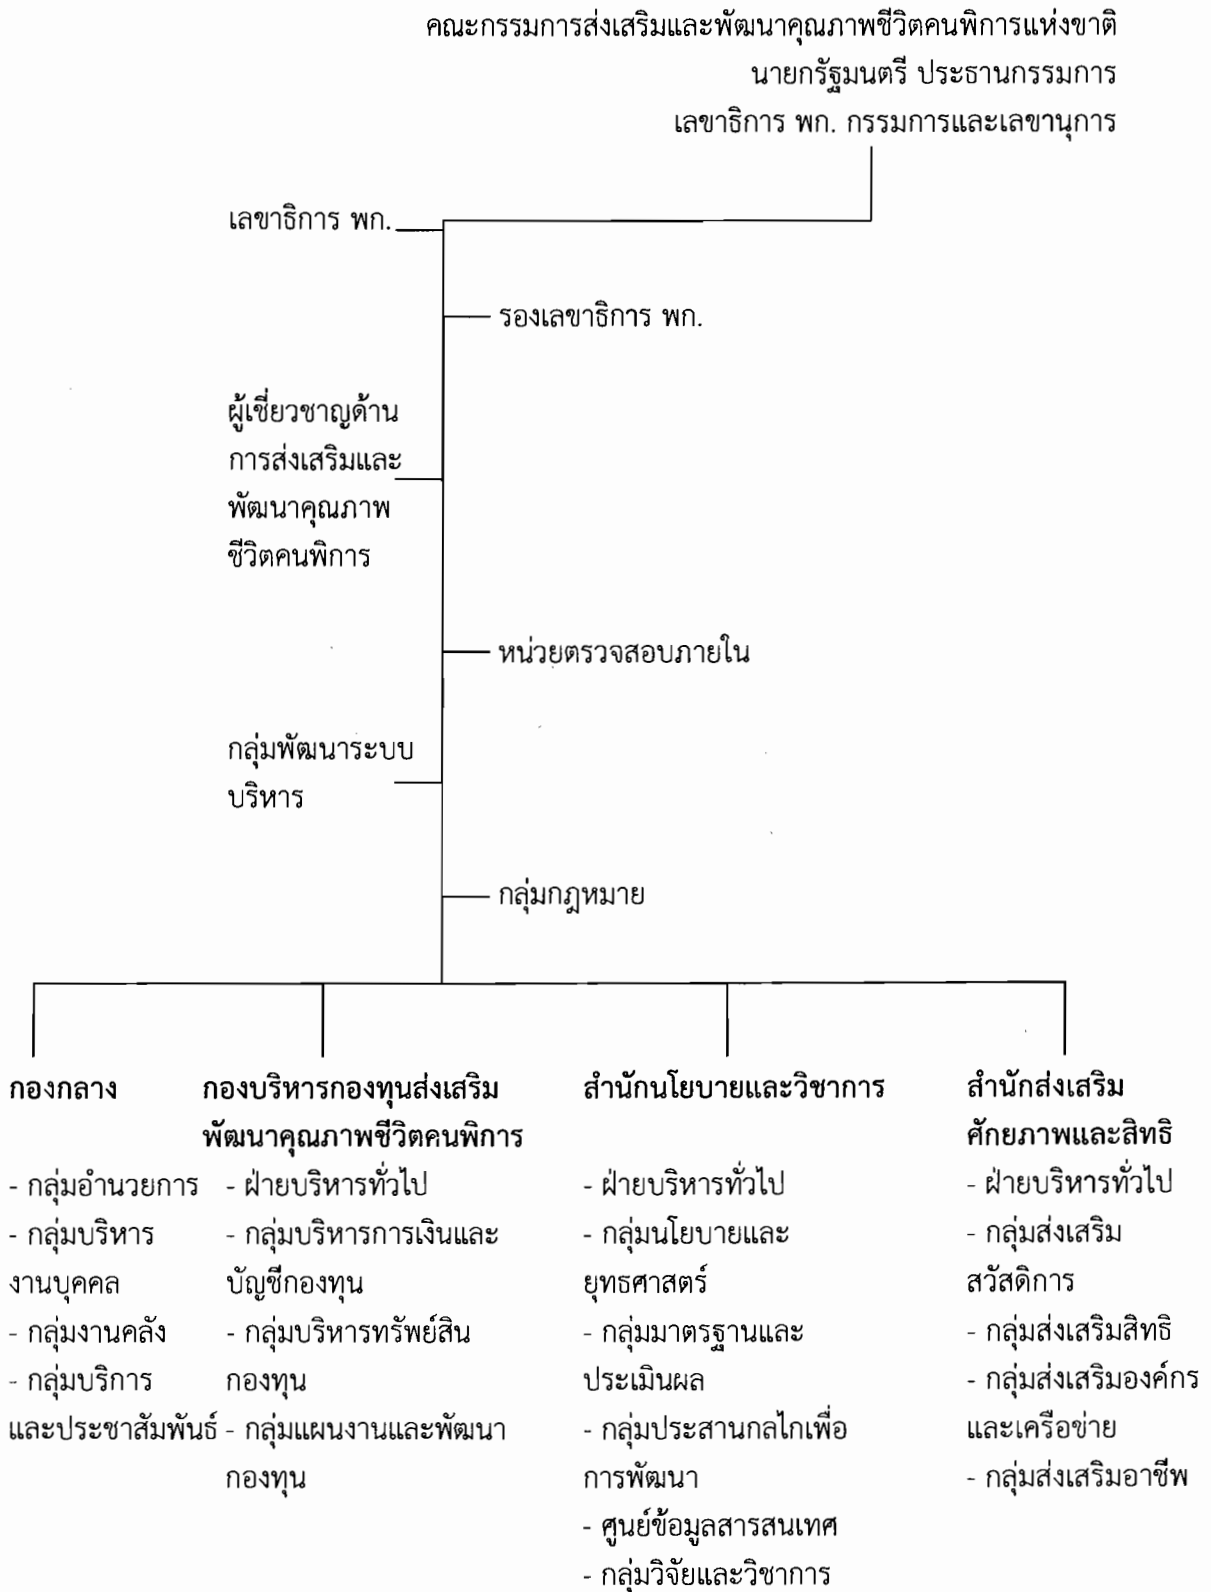 คณะกรรมการส่งเสริมและพัฒนาคุณภาพชีวิตคนพิการแห่งชาติ
นายกรัฐมนตรี ประธานกรรมการ
เลขาธิการ พก. กรรมการและเลขานุการ
เลขาธิการ พก.
รองเลขาธิการ พก.
ผู้เชี่ยวชาญด้าน
การส่งเสริมและ
พัฒนาคุณภาพ
ชีวิตคนพิการ
หน่วยตรวจสอบภายใน
กลุ่มพัฒนาระบบ
บริหาร
กลุ่มกฎหมาย
กองกลาง
- กลุ่มอำนวยการ
- กลุ่มบริหาร
งานบุคคล
- กลุ่มงานคลัง
- กลุ่มบริการ
และประชาสัมพันธ์
กองบริหารกองทุนส่งเสริม
พัฒนาคุณภาพชีวิตคนพิการ
- ฝ่ายบริหารทั่วไป
- กลุ่มบริหารการเงินและ
บัญชีกองทุน
- กลุ่มบริหารทรัพย์สิน
กองทุน
- กลุ่มแผนงานและพัฒนา
กองทุน
สำนักนโยบายและวิชาการ
- ฝ่ายบริหารทั่วไป
- กลุ่มนโยบายและ
ยุทธศาสตร์
- กลุ่มมาตรฐานและ
ประเมินผล
- กลุ่มประสานกลไกเพื่อ
การพัฒนา
- ศูนย์ข้อมูลสารสนเทศ
- กลุ่มวิจัยและวิชาการ
สำนักส่งเสริม
ศักยภาพและสิทธิ
- ฝ่ายบริหารทั่วไป
- กลุ่มส่งเสริม
สวัสดิการ
- กลุ่มส่งเสริมสิทธิ
- กลุ่มส่งเสริมองค์กร
และเครือข่าย
- กลุ่มส่งเสริมอาชีพ